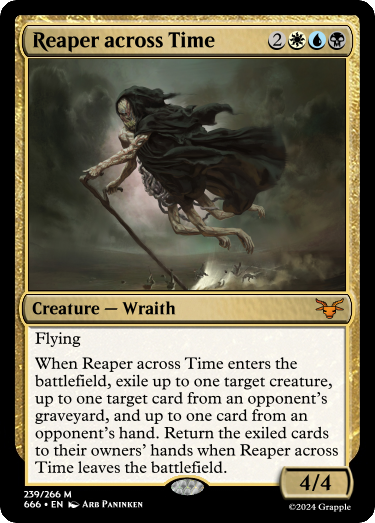 Reaper across Time 2
Creature — Wraith
Flying
When Reaper across Time enters the
battlefield, exile up to one target creature,
up to one target card from an opponent's
graveyard, and up to one card from an
opponent's hand. Return the exiled cards
to their owners' hands when Reaper across
Time leaves the battlefield.
4/4
239/266 M
666 • EN Arb Paninken
©2024 Grapple